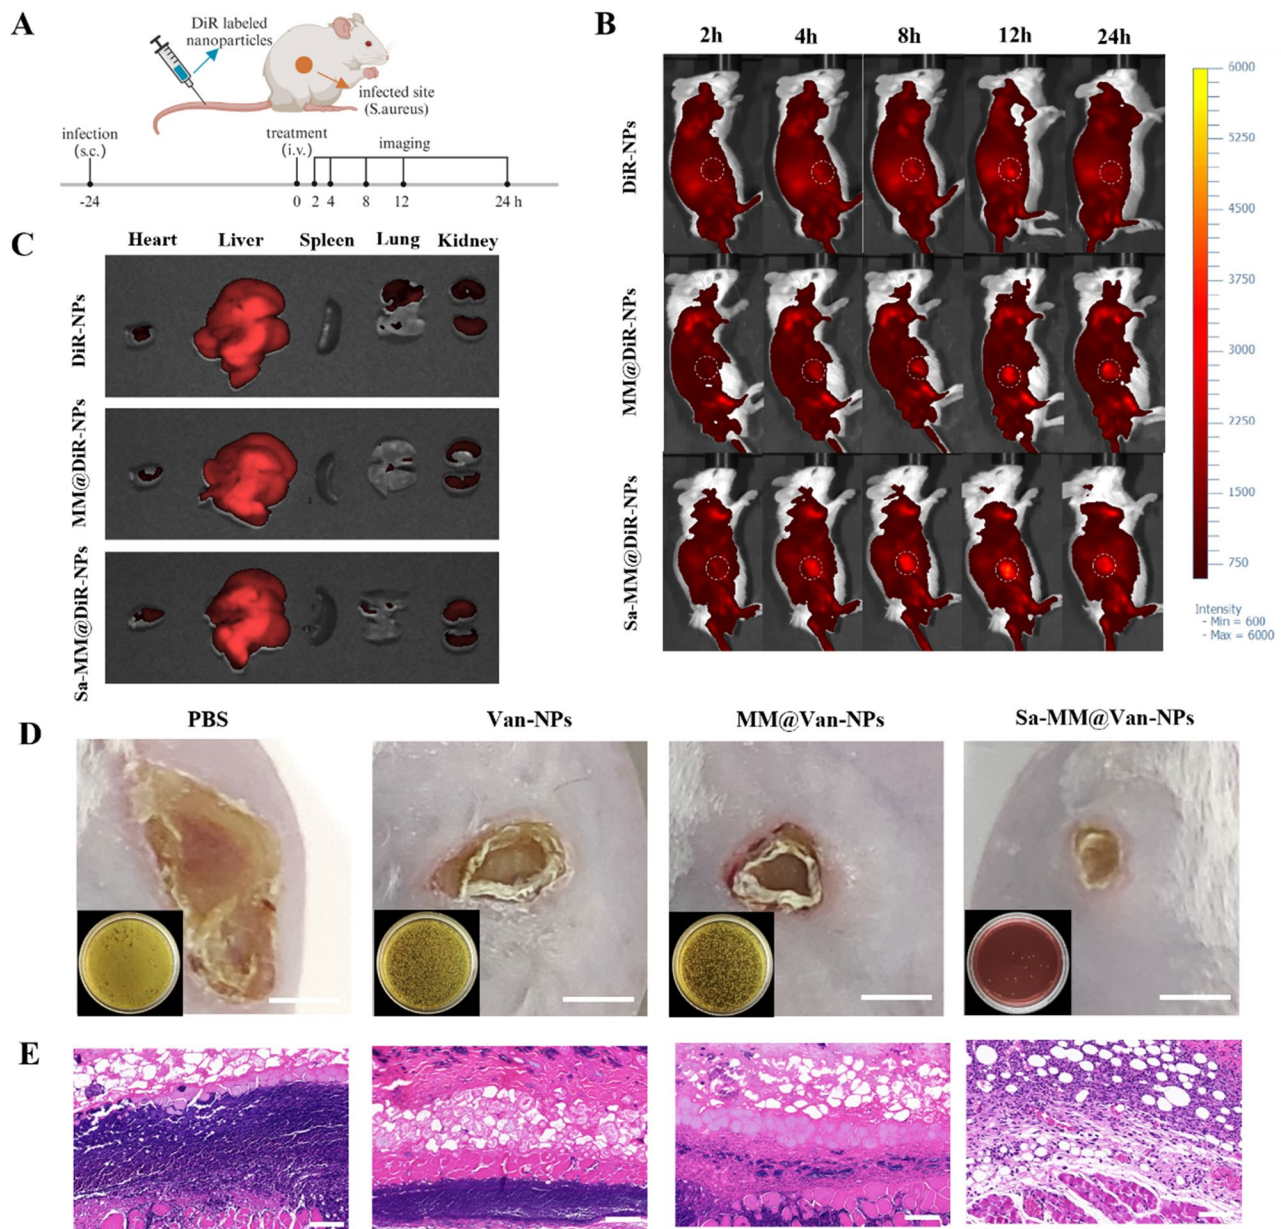 A
DiR labeled
nanoparticles
infected site
(S.aureus)
infection
(s.c.)
treatment
(i.v.)
imaging
-24
0
2
4
8
12
24 h
B
2h
4h
8h
12h
24h
DiR-NPs
MM@DiR-NPs
Sa-MM@DiR-NPs
6000
5250
4500
3750
3000
2250
1500
750
Intensity
- Min = 600
- Max = 6000
C
Heart
Liver
Spleen
Lung
Kidney
DiR-NPs
MM@DiR-NPs
Sa-MM@DiR-NPs
D
PBS
Van-NPs
MM@Van-NPs
Sa-MM@Van-NPs
E